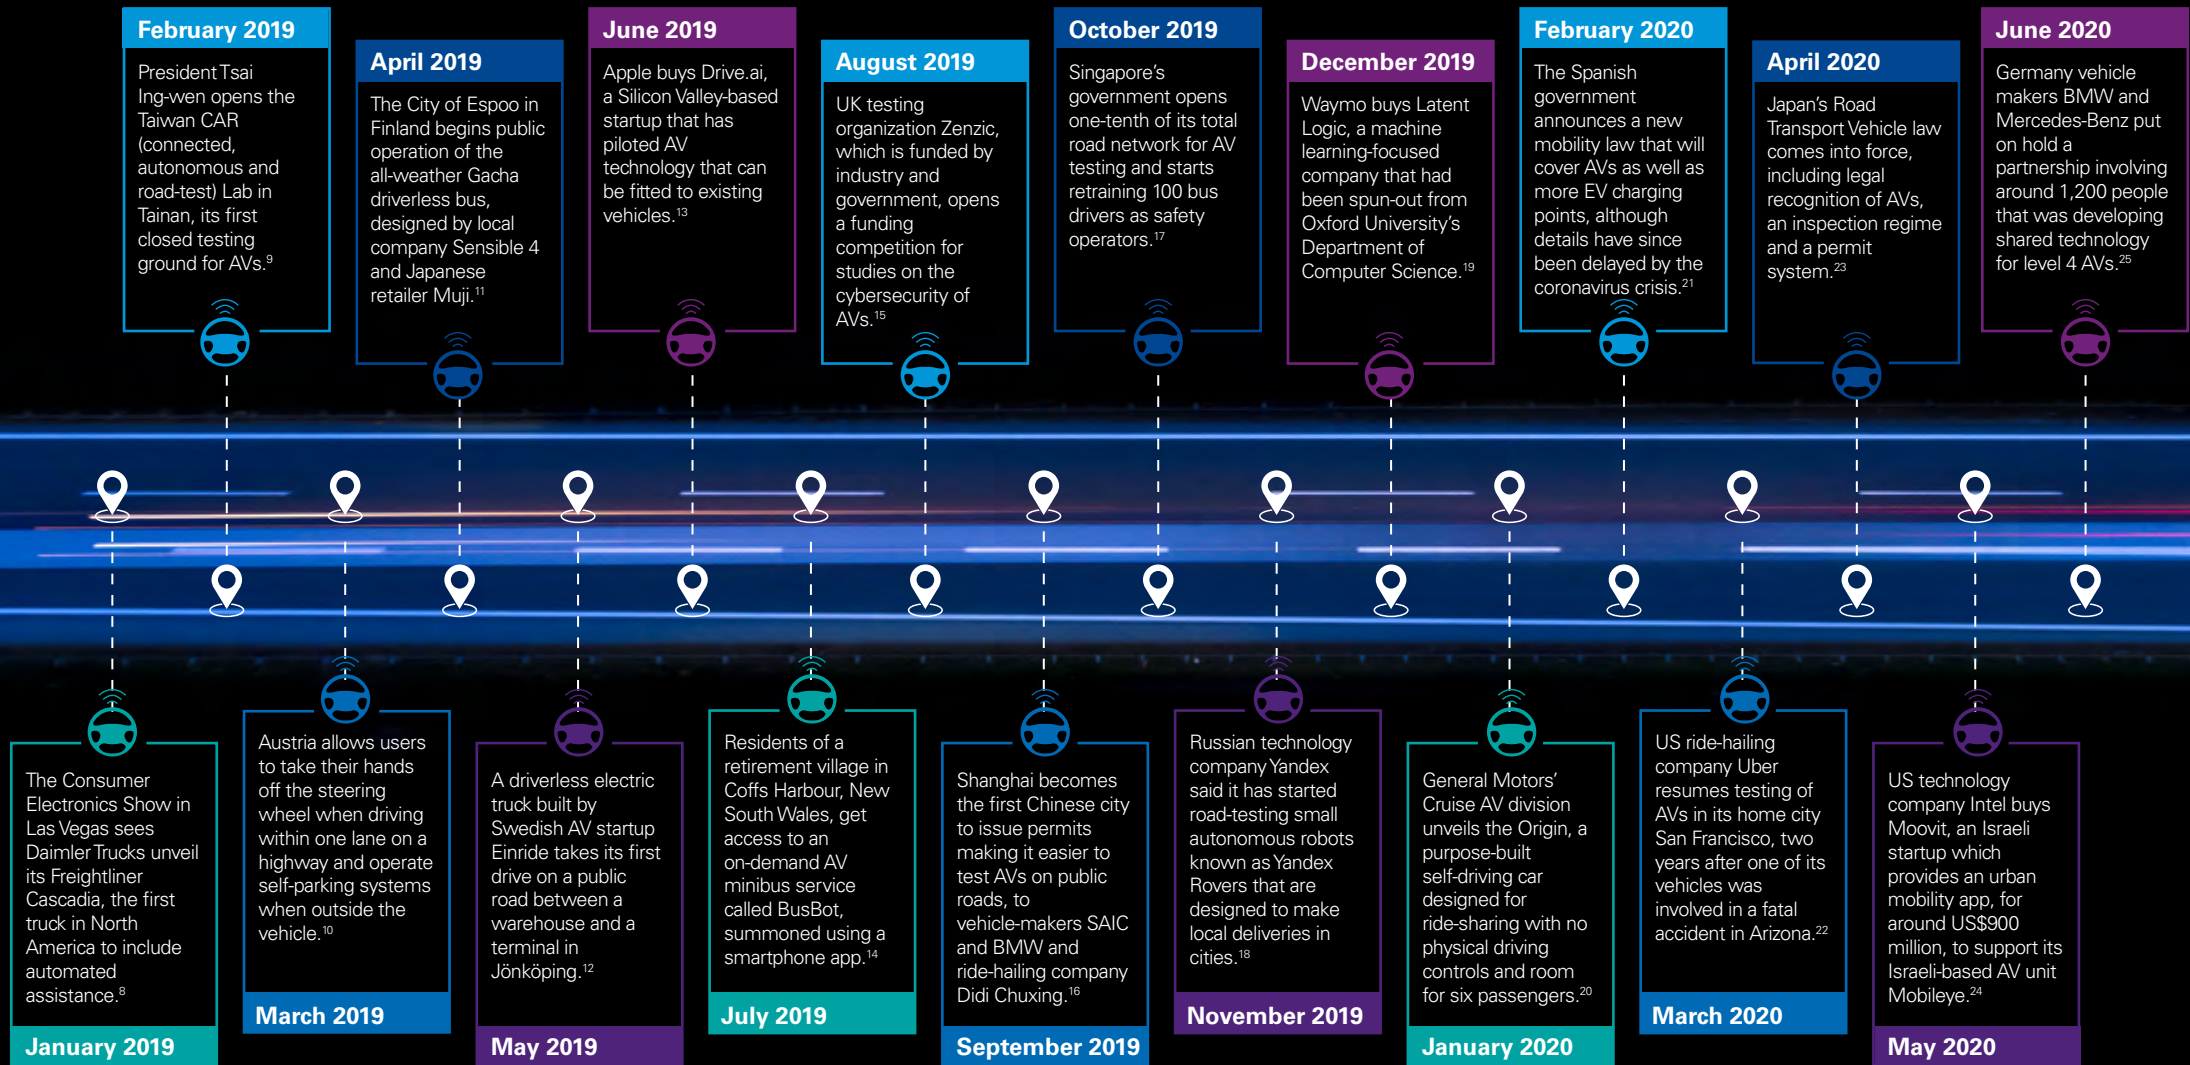 February 2019
President Tsai
Ing-wen opens the
Taiwan CAR
(connected,
autonomous and
road-test) Lab in
Tainan, its first
closed testing
ground for AVs.9
April 2019
The City of Espoo in
Finland begins public
operation of the
all-weather Gacha
driverless bus,
designed by local
company Sensible 4
and Japanese
retailer Muji.11
June 2019
Apple buys Drive.ai,
a Silicon Valley-based
startup that has
piloted AV
technology that can
be fitted to existing
vehicles.13
August 2019
UK testing
organization Zenzic,
which is funded by
industry and
government, opens
a funding
competition for
studies on the
cybersecurity of
AVs.15
October 2019
Singapore's
government opens
one-tenth of its total
road network for AV
testing and starts
retraining 100 bus
drivers as safety
operators.17
December 2019
Waymo buys Latent
Logic, a machine
learning-focused
company that had
been spun-out from
Oxford University's
Department of
Computer Science.19
February 2020
The Spanish
government
announces a new
mobility law that will
cover AVs as well as
more EV charging
points, although
details have since
been delayed by the
coronavirus crisis.21
April 2020
Japan's Road
Transport Vehicle law
comes into force,
including legal
recognition of AVs,
an inspection regime
and a permit
system.23
June 2020
Germany vehicle
makers BMW and
Mercedes-Benz put
on hold a
partnership involving
around 1,200 people
that was developing
shared technology
for level 4 AVs.25
The Consumer
Electronics Show in
Las Vegas sees
Daimler Trucks unveil
its Freightliner
Cascadia, the first
truck in North
America to include
automated
assistance.8
January 2019
Austria allows users
to take their hands
off the steering
wheel when driving
within one lane on a
highway and operate
self-parking systems
when outside the
vehicle.10
March 2019
A driverless electric
truck built by
Swedish AV startup
Einride takes its first
drive on a public
road between a
warehouse and a
terminal in
Jönköping.12
May 2019
Residents of a
retirement village in
Coffs Harbour, New
South Wales, get
access to an
on-demand AV
minibus service
called BusBot,
summoned using a
smartphone app.14
July 2019
Shanghai becomes
the first Chinese city
to issue permits
making it easier to
test AVs on public
roads, to
vehicle-makers SAIC
and BMW and
ride-hailing company
Didi Chuxing.16
September 2019
Russian technology
company Yandex
said it has started
road-testing small
autonomous robots
known as Yandex
Rovers that are
designed to make
local deliveries in
cities.18
November 2019
General Motors'
Cruise AV division
unveils the Origin, a
purpose-built
self-driving car
designed for
ride-sharing with no
physical driving
controls and room
for six passengers.20
January 2020
US ride-hailing
company Uber
resumes testing of
AVs in its home city
San Francisco, two
years after one of its
vehicles was
involved in a fatal
accident in Arizona.22
March 2020
US technology
company Intel buys
Moovit, an Israeli
startup which
provides an urban
mobility app, for
around US$900
million, to support its
Israeli-based AV unit
Mobileye.24
May 2020